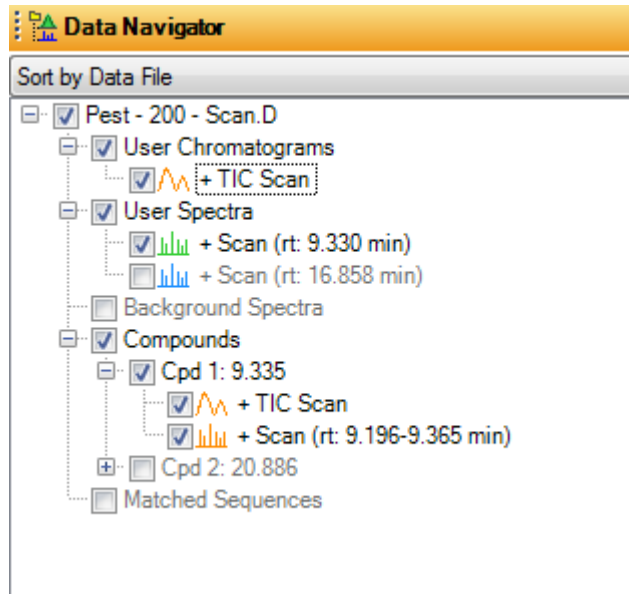 Data Navigator
Sort by Data File
Pest - 200 - Scan.D
User Chromatograms
+ TIC Scan
User Spectra
+ Scan (rt: 9.330 min)
+ Scan (rt: 16.858 min)
Background Spectra
Compounds
Cpd 1: 9.335
+ TIC Scan
+ Scan (rt: 9.196-9.365 min)
Cpd 2: 20.886
Matched Sequences